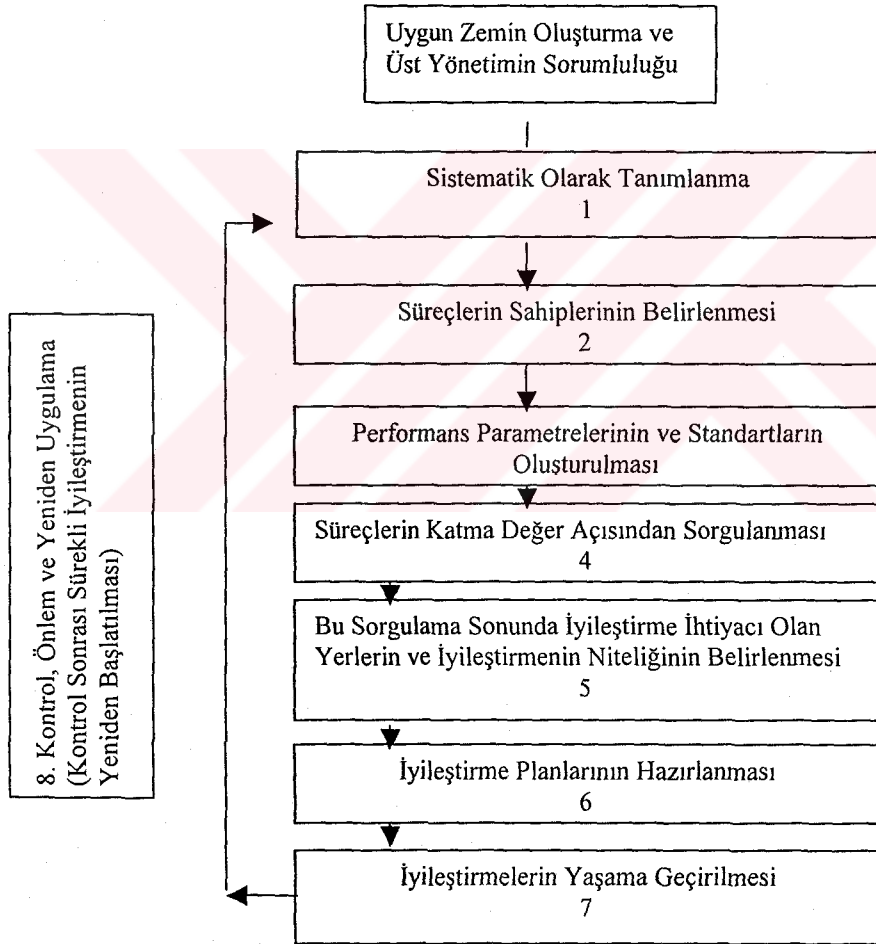 Uygun Zemin Oluşturma ve
Üst Yönetimin Sorumluluğu
Sistematik Olarak Tanımlanma
1
Süreçlerin Sahiplerinin Belirlenmesi
2
Performans Parametrelerinin ve Standartların
Oluşturulması
Süreçlerin Katma Değer Açısından Sorgulanması
4
Bu Sorgulama Sonunda İyileştirme İhtiyacı Olan
Yerlerin ve İyileştirmenin Niteliğinin Belirlenmesi
5
İyileştirme Planlarının Hazırlanması
6
İyileştirmelerin Yaşama Geçirilmesi
7
8. Kontrol, Önlem ve Yeniden Uygulama
(Kontrol Sonrası Sürekli İyileştirmenin
Yeniden Başlatılması)